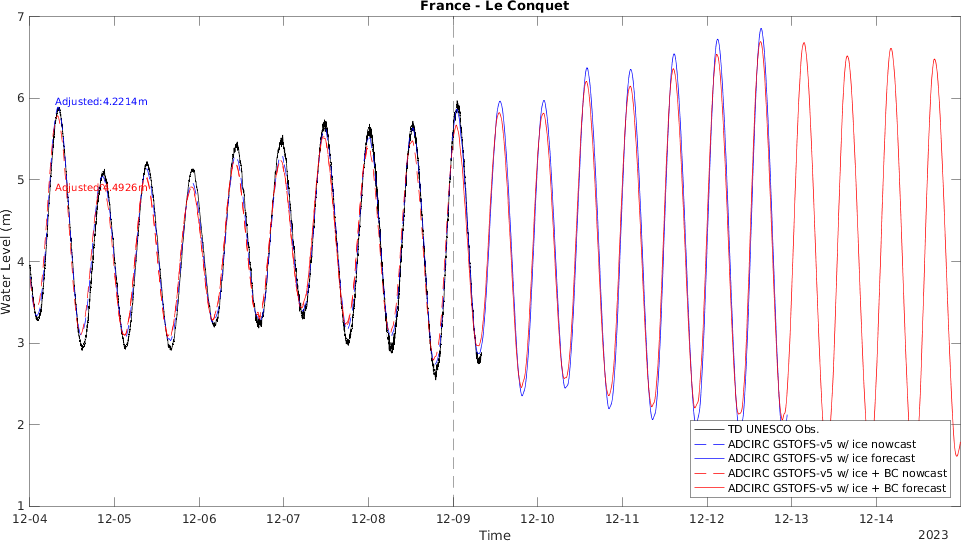 France - Le Conquet
7
6
5
4
3
2
1
Water Level (m)
Adjusted:4.2214m
Adjusted:4.4926m
TD UNESCO Obs.
ADCIRC GSTOFS-v5 w/ ice nowcast
ADCIRC GSTOFS-v5 w/ ice forecast
ADCIRC GSTOFS-v5 w/ ice + BC nowcast
ADCIRC GSTOFS-v5 w/ ice + BC forecast
12-04 12-05 12-06 12-07 12-08 12-09 12-10 12-11 12-12 12-13 12-14
Time
2023